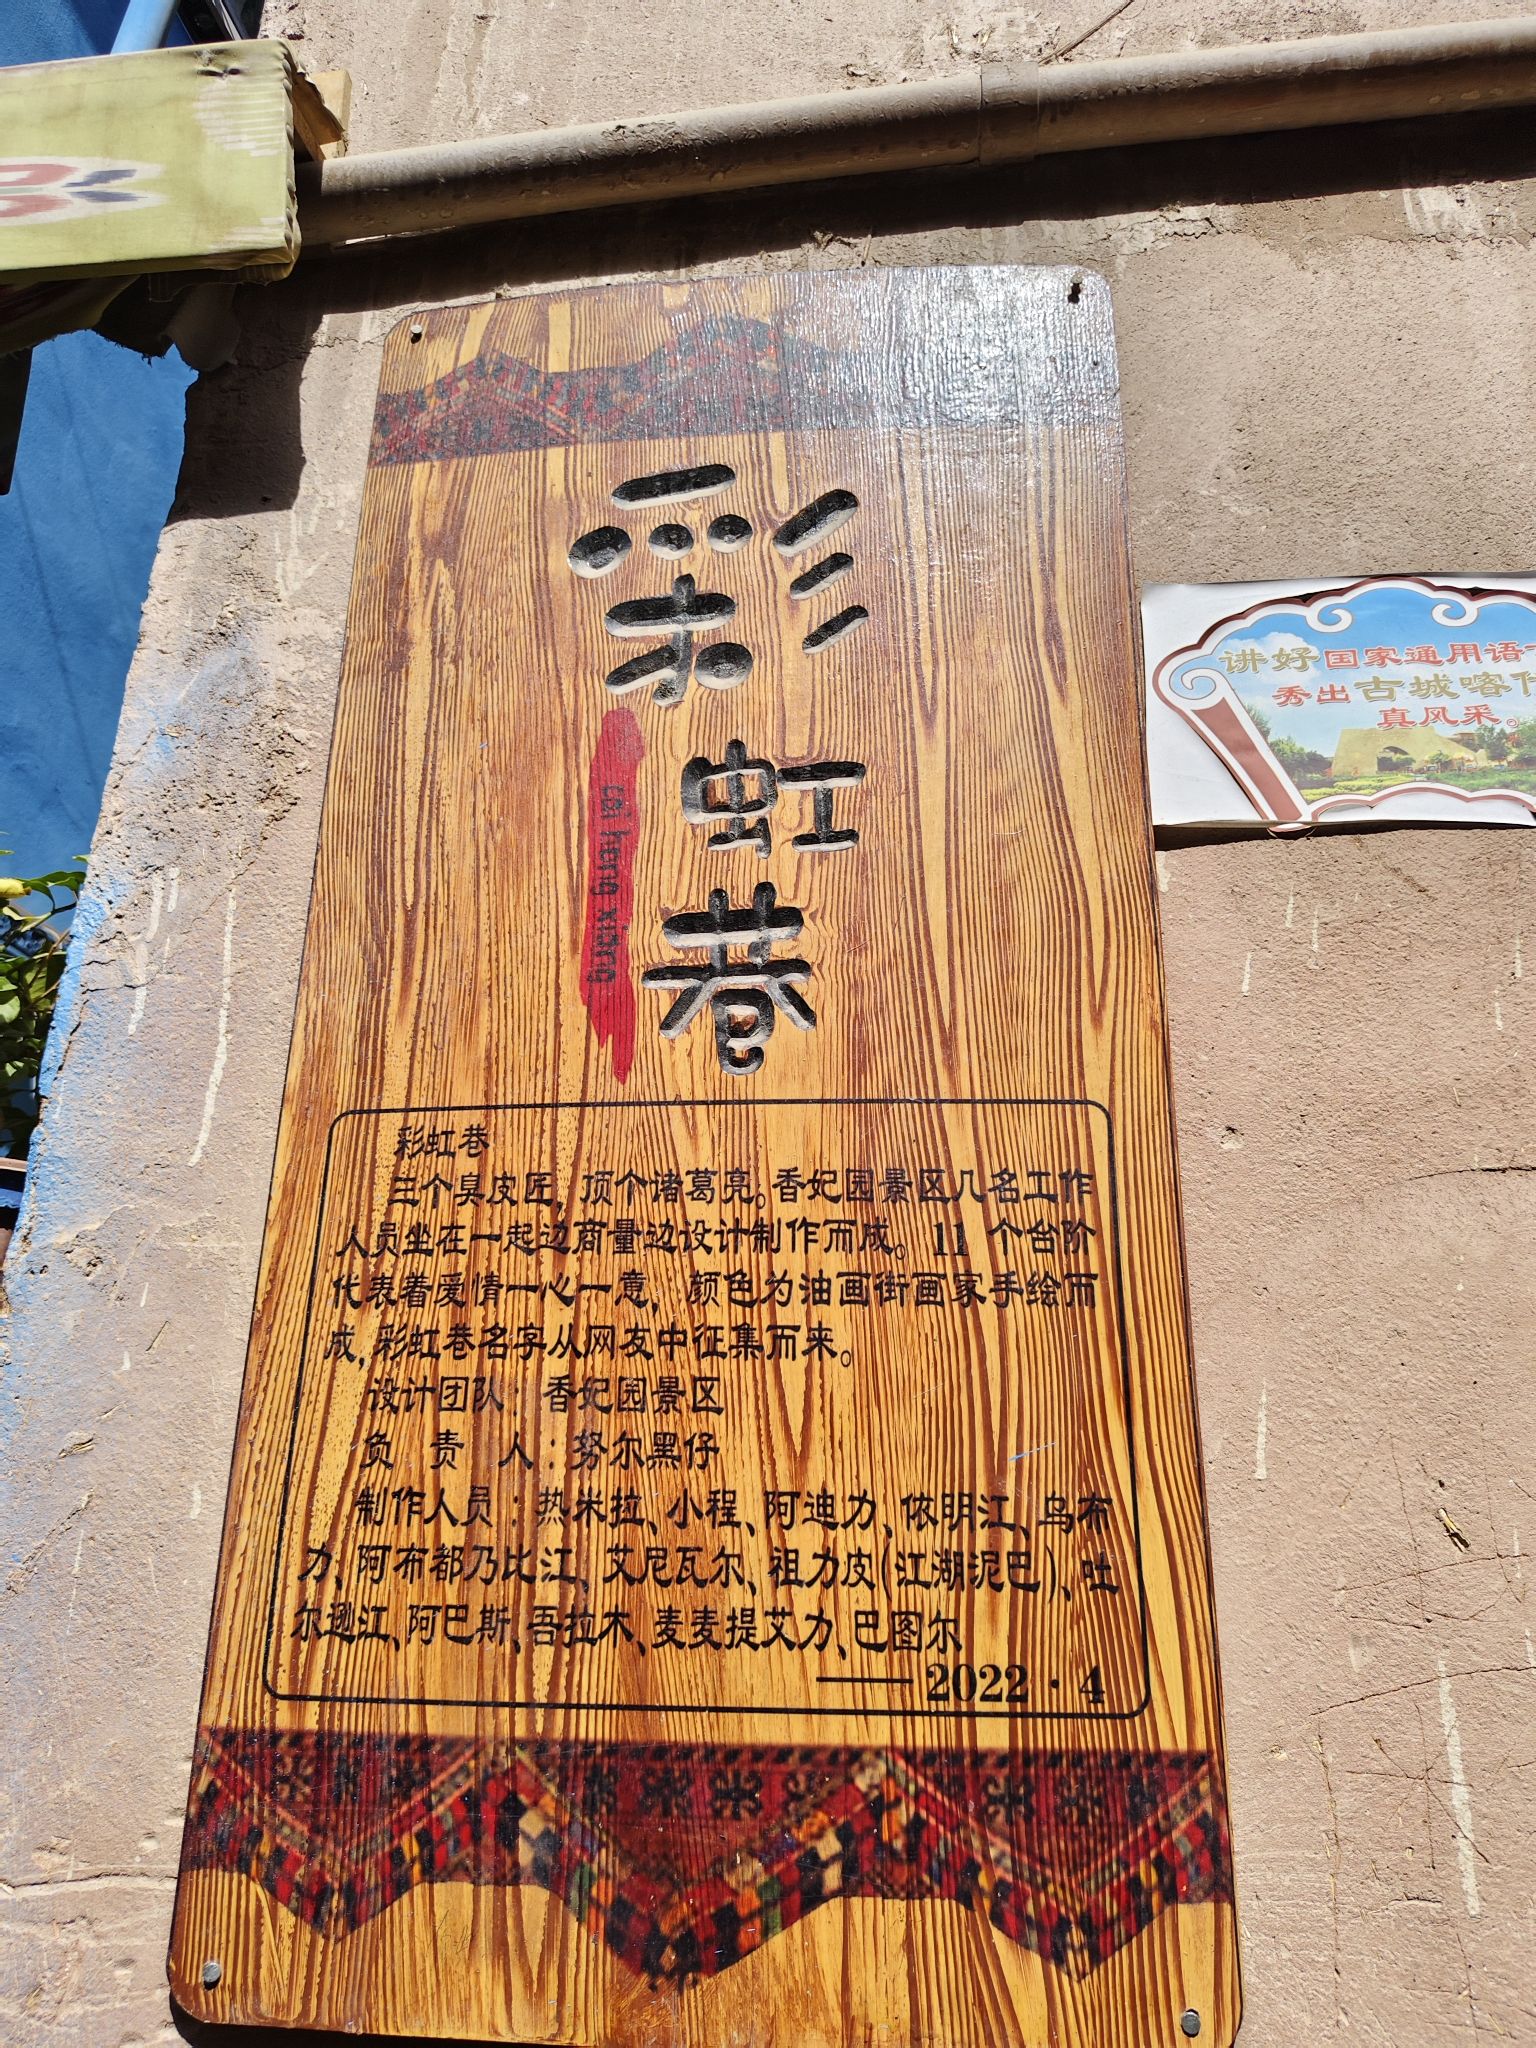 彩虹巷
cai hong xiang
彩虹巷
三个臭皮匠,顶个诸葛亮。香妃园景区几名工作
人员坐在一起边商量边设计制作而成。11个台阶
代表着爱情一心一意,颜色为油画街画家手绘而
成,彩虹巷名字从网友中征集而来。
设计团队:香妃园景区
负责人:努尔黑仔
制作人员:热米拉、小程、阿迪力、依明江、乌布
力、阿布都乃比江、艾尼瓦尔、祖力皮(江湖泥巴)、吐
尔逊江、阿巴斯、吾拉木、麦麦提艾力、巴图尔
——2022·4
讲好国家通用语
秀出古城喀什
真风采。